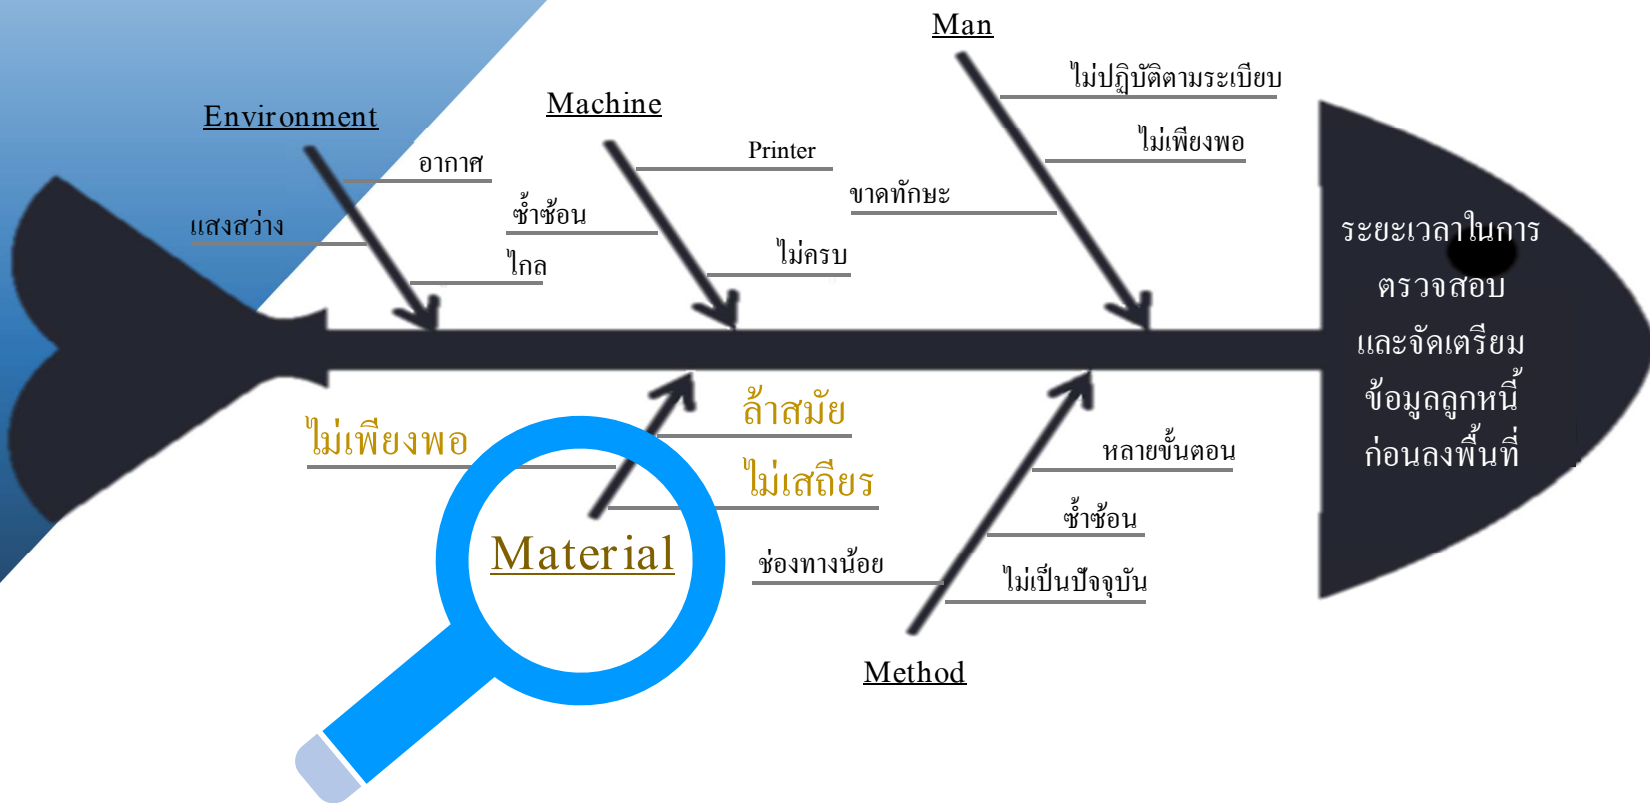 Man
ไม่ปฏิบัติตามระเบียบ
ไม่เพียงพอ
ขาดทักษะ
Machine
Printer
ซ้ำซ้อน
ไม่ครบ
Environment
อากาศ
แสงสว่าง
ไกล
ระยะเวลาในการ
ตรวจสอบ
และจัดเตรียม
ข้อมูลลูกหนี้
ก่อนลงพื้นที่
ล้าสมัย
ไม่เพียงพอ
ไม่เสถียร
Material
หลายขั้นตอน
ซ้ำซ้อน
ช่องทางน้อย
ไม่เป็นปัจจุบัน
Method